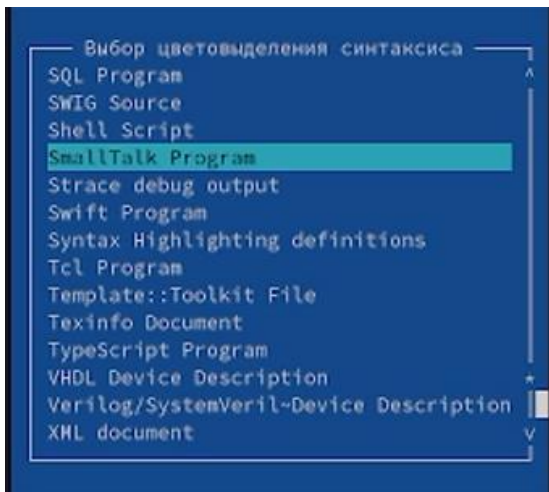 Выбор цветовыделения синтаксиса
SQL Program
SWIG Source
Shell Script
SmallTalk Program
Strace debug output
Swift Program
Syntax Highlighting definitions
Tcl Program
Template::Toolkit File
Texinfo Document
TypeScript Program
VHDL Device Description
Verilog/SystemVeril~Device Description
XML document